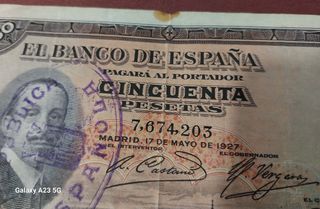 EL BANCO DE ESPAÑA
PAGARÁ AL PORTADOR
CINCUENTA
PESETAS
7,674,203
MADRID, 17 DE MAYO DE 1927
EL INTERVENTOR
EL GOBERNADOR
Galaxy A23 5G